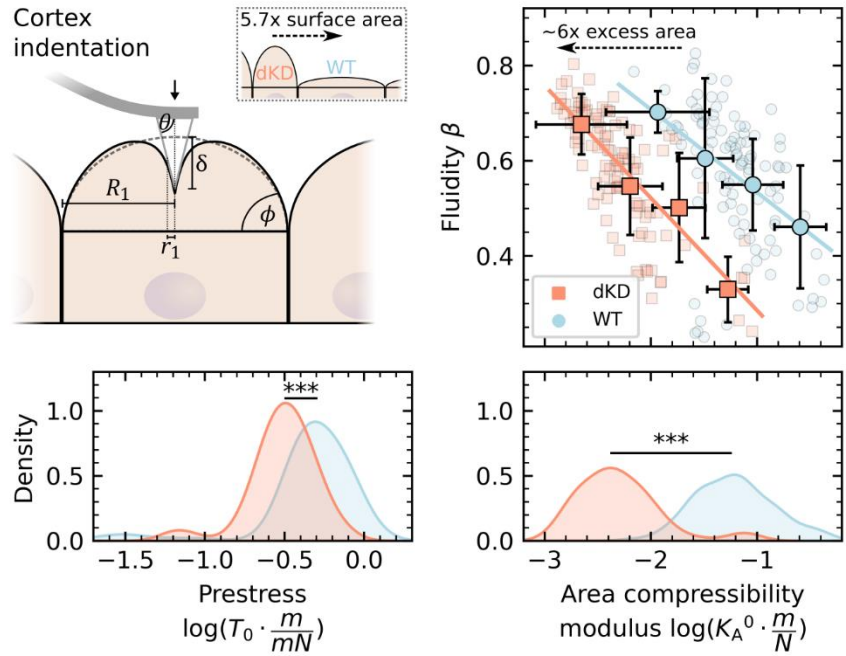 Cortex
indentation
5.7x surface area
dKD
WT
θ
δ
R₁
ϕ
r₁
~6x excess area
0.8
0.6
0.4
Fluidity β
dKD
WT
***
1.0
0.5
0.0
Density
−1.5 −1.0 −0.5 0.0
Prestress
log(T₀ · m/mN)
***
1.0
0.5
0.0
−3 −2 −1
Area compressibility
modulus log(K_A⁰ · m/N)